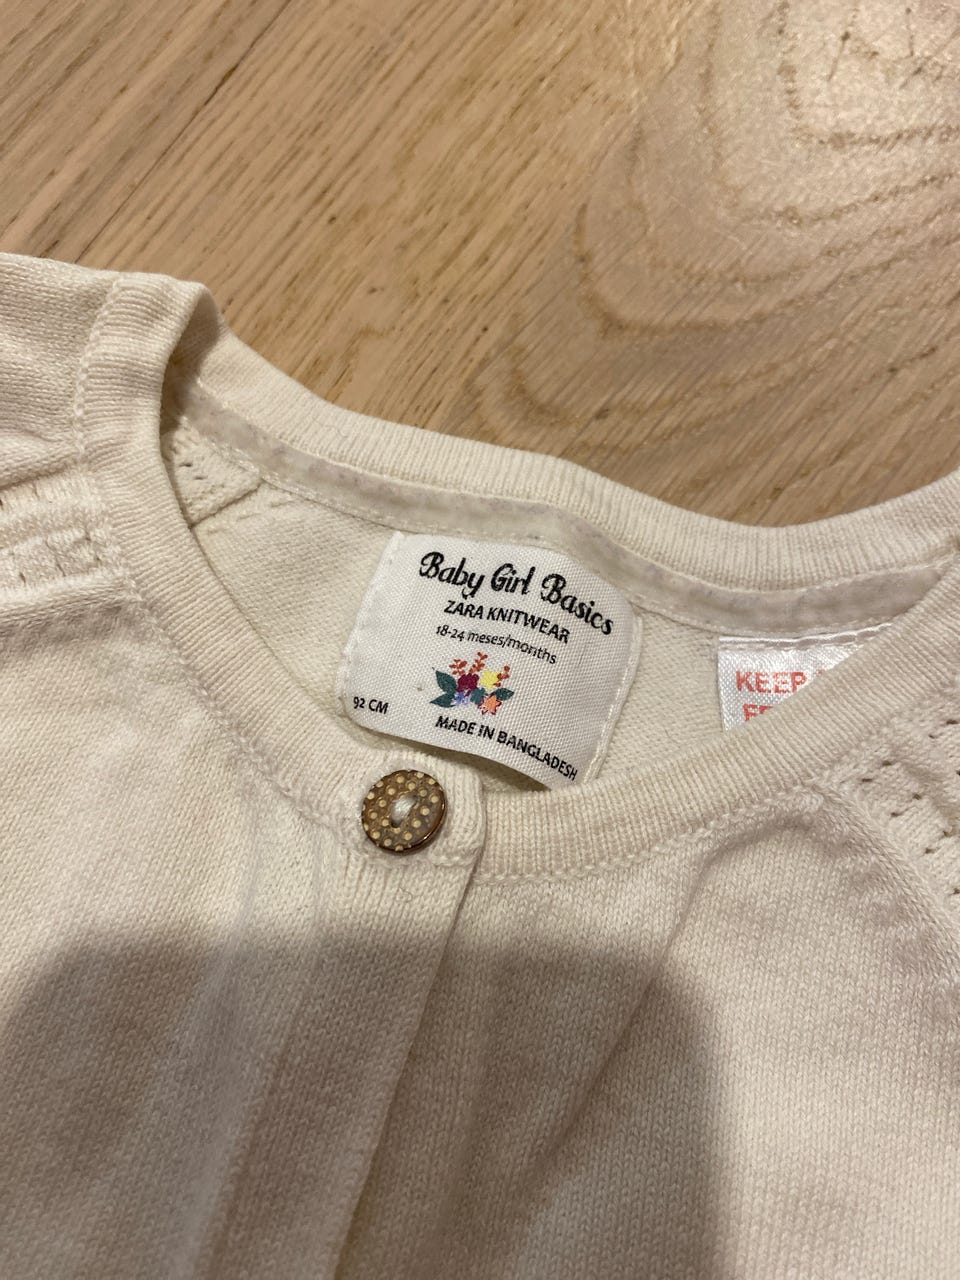 Baby Girl Basics
ZARA KNITWEAR
18-24 meses/months
92 CM
MADE IN BANGLADESH
KEEP